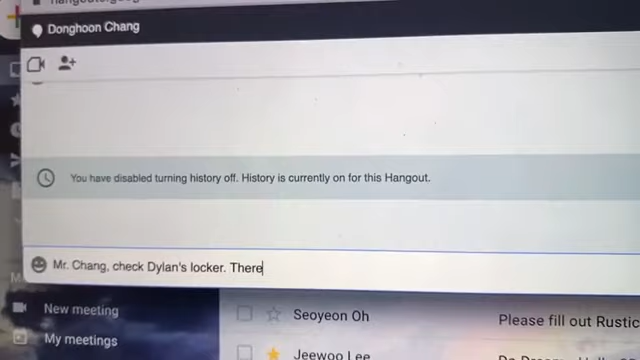 Donghoon Chang
You have disabled turning history off. History is currently on for this Hangout.
Mr. Chang, check Dylan's locker. There
New meeting
My meetings
Seoyeon Oh
Please fill out Rustic
Jeewoo Lee